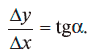 Δy/Δx = tgα.